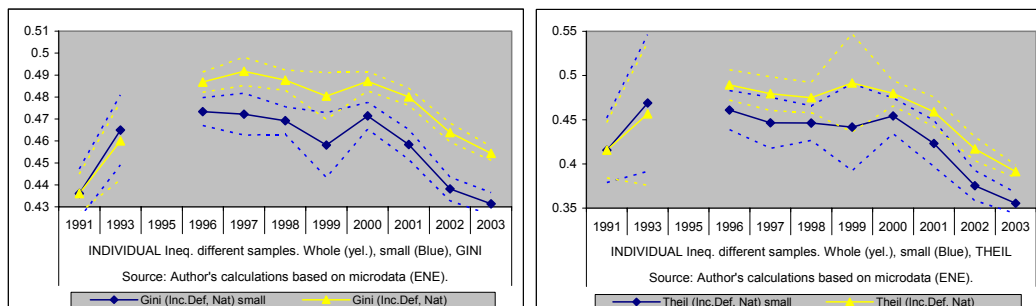 0.51
0.5
0.49
0.48
0.47
0.46
0.45
0.44
0.43
1991 1993 1995 1996 1997 1998 1999 2000 2001 2002 2003
INDIVIDUAL Ineq. different samples. Whole (yel.), small (Blue), GINI
Source: Author's calculations based on microdata (ENE).
Gini (Inc.Def, Nat) small Gini (Inc.Def, Nat)
0.55
0.5
0.45
0.4
0.35
1991 1993 1995 1996 1997 1998 1999 2000 2001 2002 2003
INDIVIDUAL Ineq. different samples. Whole (yel.), small (Blue), THEIL
Source: Author's calculations based on microdata (ENE).
Theil (Inc.Def, Nat) small Theil (Inc.Def, Nat)